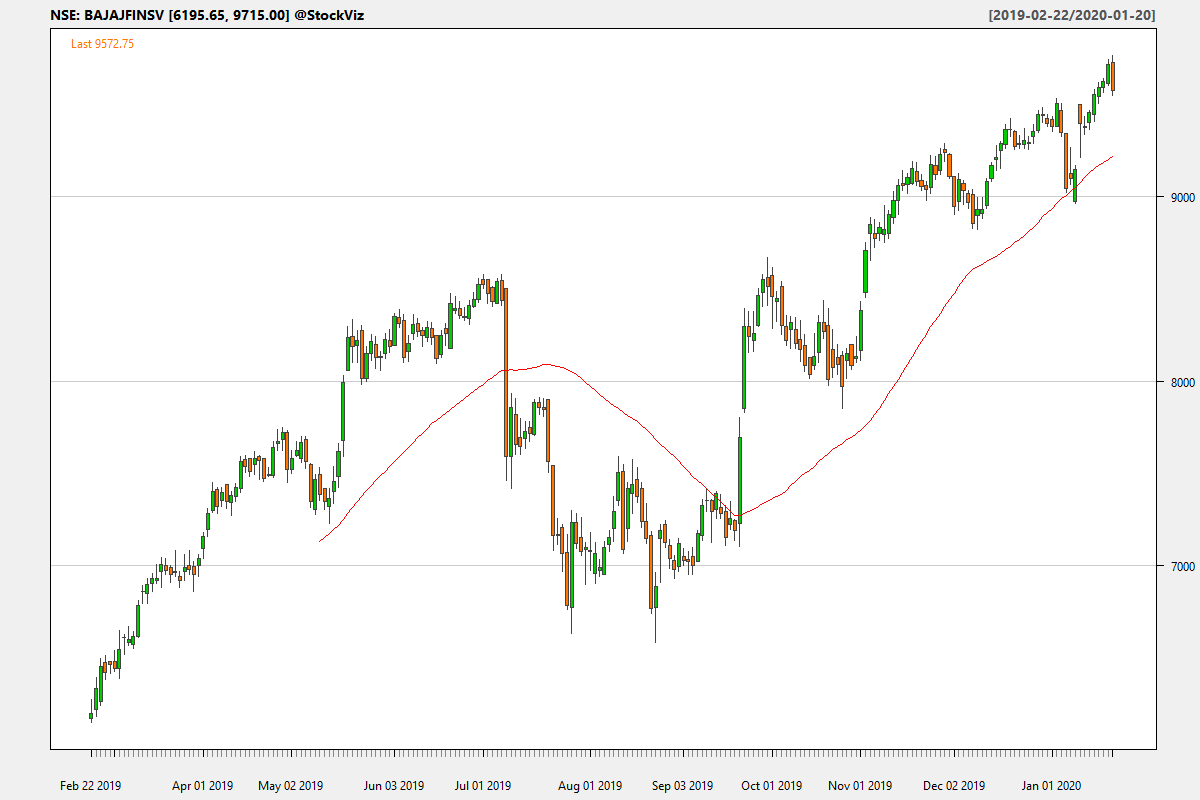 NSE: BAJAJFINSV [6195.65, 9715.00] @StockViz [2019-02-22/2020-01-20]
Last 9572.75
9000
8000
7000
Feb 22 2019 Apr 01 2019 May 02 2019 Jun 03 2019 Jul 01 2019 Aug 01 2019 Sep 03 2019 Oct 01 2019 Nov 01 2019 Dec 02 2019 Jan 01 2020